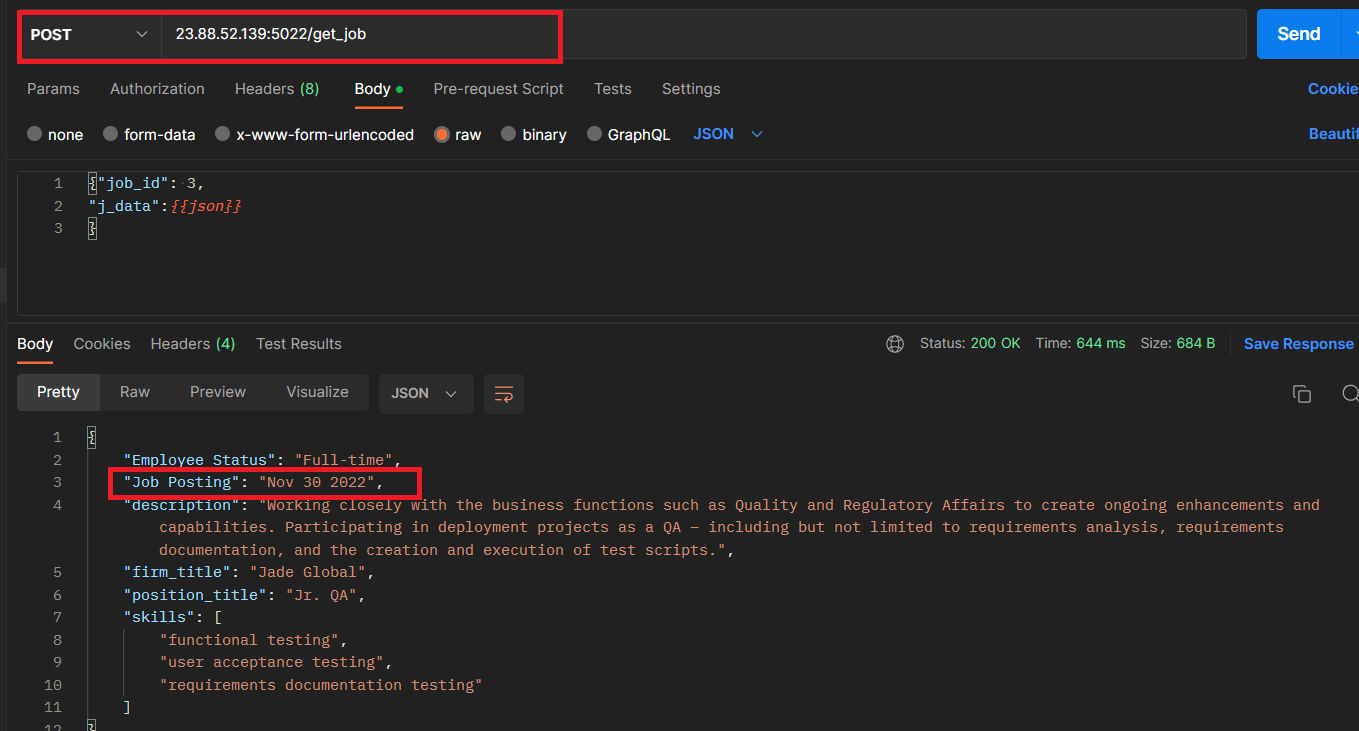 POST 23.88.52.139:5022/get_job Send
Params Authorization Headers (8) Body Pre-request Script Tests Settings Cookie
none form-data x-www-form-urlencoded raw binary GraphQL JSON Beautif
1 {"job_id": 3,
2 "j_data":{{json}}
3 }
Body Cookies Headers (4) Test Results Status: 200 OK Time: 644 ms Size: 684 B Save Response
Pretty Raw Preview Visualize JSON
1 {
2 "Employee Status": "Full-time",
3 "Job Posting": "Nov 30 2022",
4 "description": "Working closely with the business functions such as Quality and Regulatory Affairs to create ongoing enhancements and
capabilities. Participating in deployment projects as a QA – including but not limited to requirements analysis, requirements
documentation, and the creation and execution of test scripts.",
5 "firm_title": "Jade Global",
6 "position_title": "Jr. QA",
7 "skills": [
8 "functional testing",
9 "user acceptance testing",
10 "requirements documentation testing"
11 ]
12 }